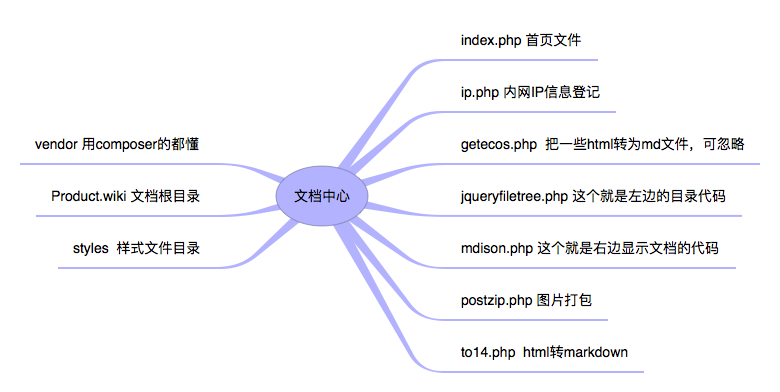 index.php 首页文件
ip.php 内网IP信息登记
vendor 用composer的都懂
getecos.php  把一些html转为md文件，可忽略
Product.wiki 文档根目录
文档中心
jqueryfiletree.php 这个就是左边的目录代码
styles  样式文件目录
mdison.php 这个就是右边显示文档的代码
postzip.php 图片打包
to14.php  html转markdown